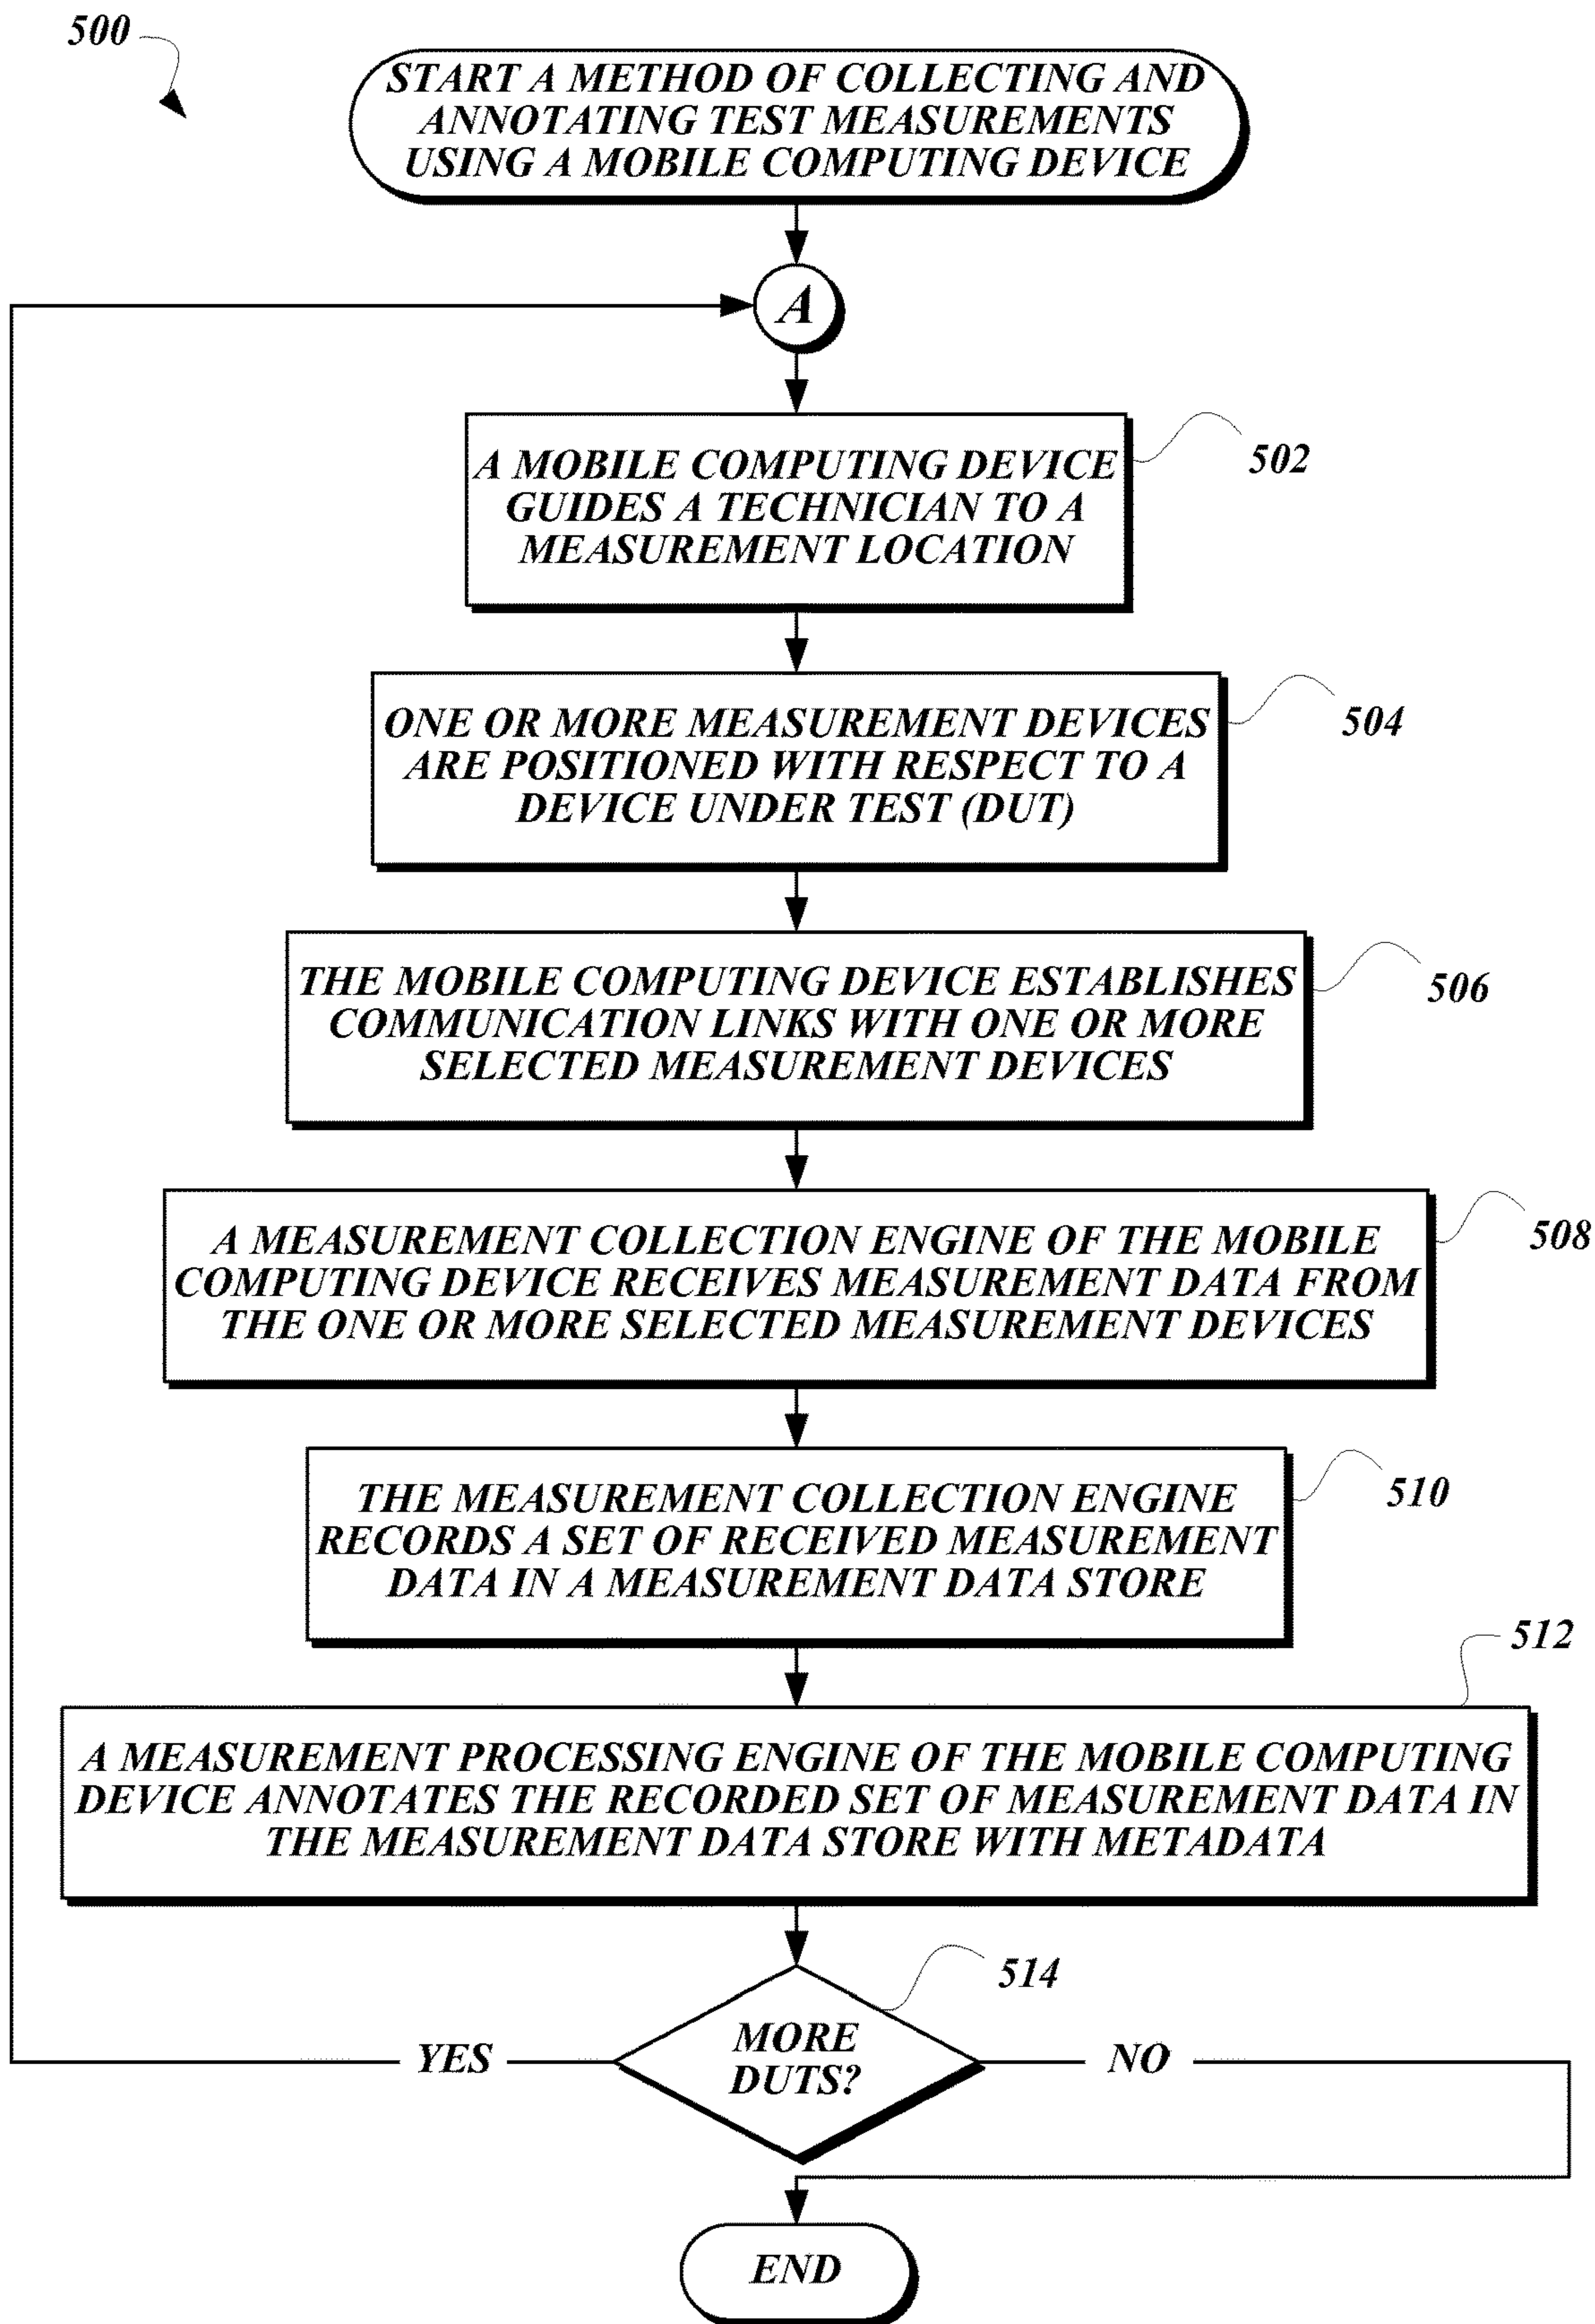 500
START A METHOD OF COLLECTING AND
ANNOTATING TEST MEASUREMENTS
USING A MOBILE COMPUTING DEVICE
A
A MOBILE COMPUTING DEVICE
GUIDES A TECHNICIAN TO A
MEASUREMENT LOCATION
502
ONE OR MORE MEASUREMENT DEVICES
ARE POSITIONED WITH RESPECT TO A
DEVICE UNDER TEST (DUT)
504
THE MOBILE COMPUTING DEVICE ESTABLISHES
COMMUNICATION LINKS WITH ONE OR MORE
SELECTED MEASUREMENT DEVICES
506
A MEASUREMENT COLLECTION ENGINE OF THE MOBILE
COMPUTING DEVICE RECEIVES MEASUREMENT DATA FROM
THE ONE OR MORE SELECTED MEASUREMENT DEVICES
508
THE MEASUREMENT COLLECTION ENGINE
RECORDS A SET OF RECEIVED MEASUREMENT
DATA IN A MEASUREMENT DATA STORE
510
512
A MEASUREMENT PROCESSING ENGINE OF THE MOBILE COMPUTING
DEVICE ANNOTATES THE RECORDED SET OF MEASUREMENT DATA IN
THE MEASUREMENT DATA STORE WITH METADATA
514
MORE
DUTS?
YES
NO
END